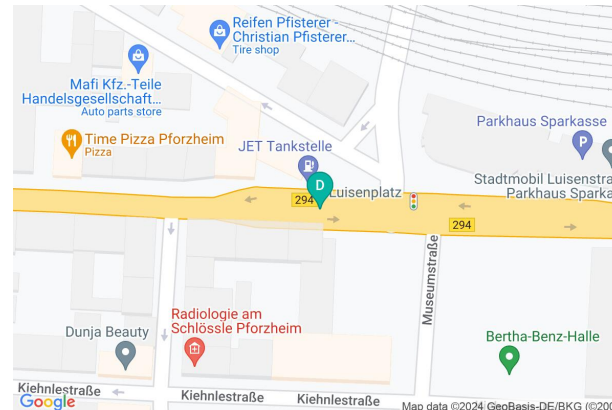 Reifen Pfisterer -
Christian Pfisterer...
Tire shop
Mafi Kfz.-Teile
Handelsgesellschaft...
Auto parts store
Time Pizza Pforzheim
Pizza
JET Tankstelle
Parkhaus Sparkasse
P
Stadtmobil Luisenstra
Parkhaus Sparka
D
Luisenplatz
294
294
Museumstraße
Radiologie am
Schlössle Pforzheim
Dunja Beauty
Bertha-Benz-Halle
Kiehnlestraße
Kiehnlestraße
Kiehnlestraße
Google
Map data ©2024 GeoBasis-DE/BKG (©200